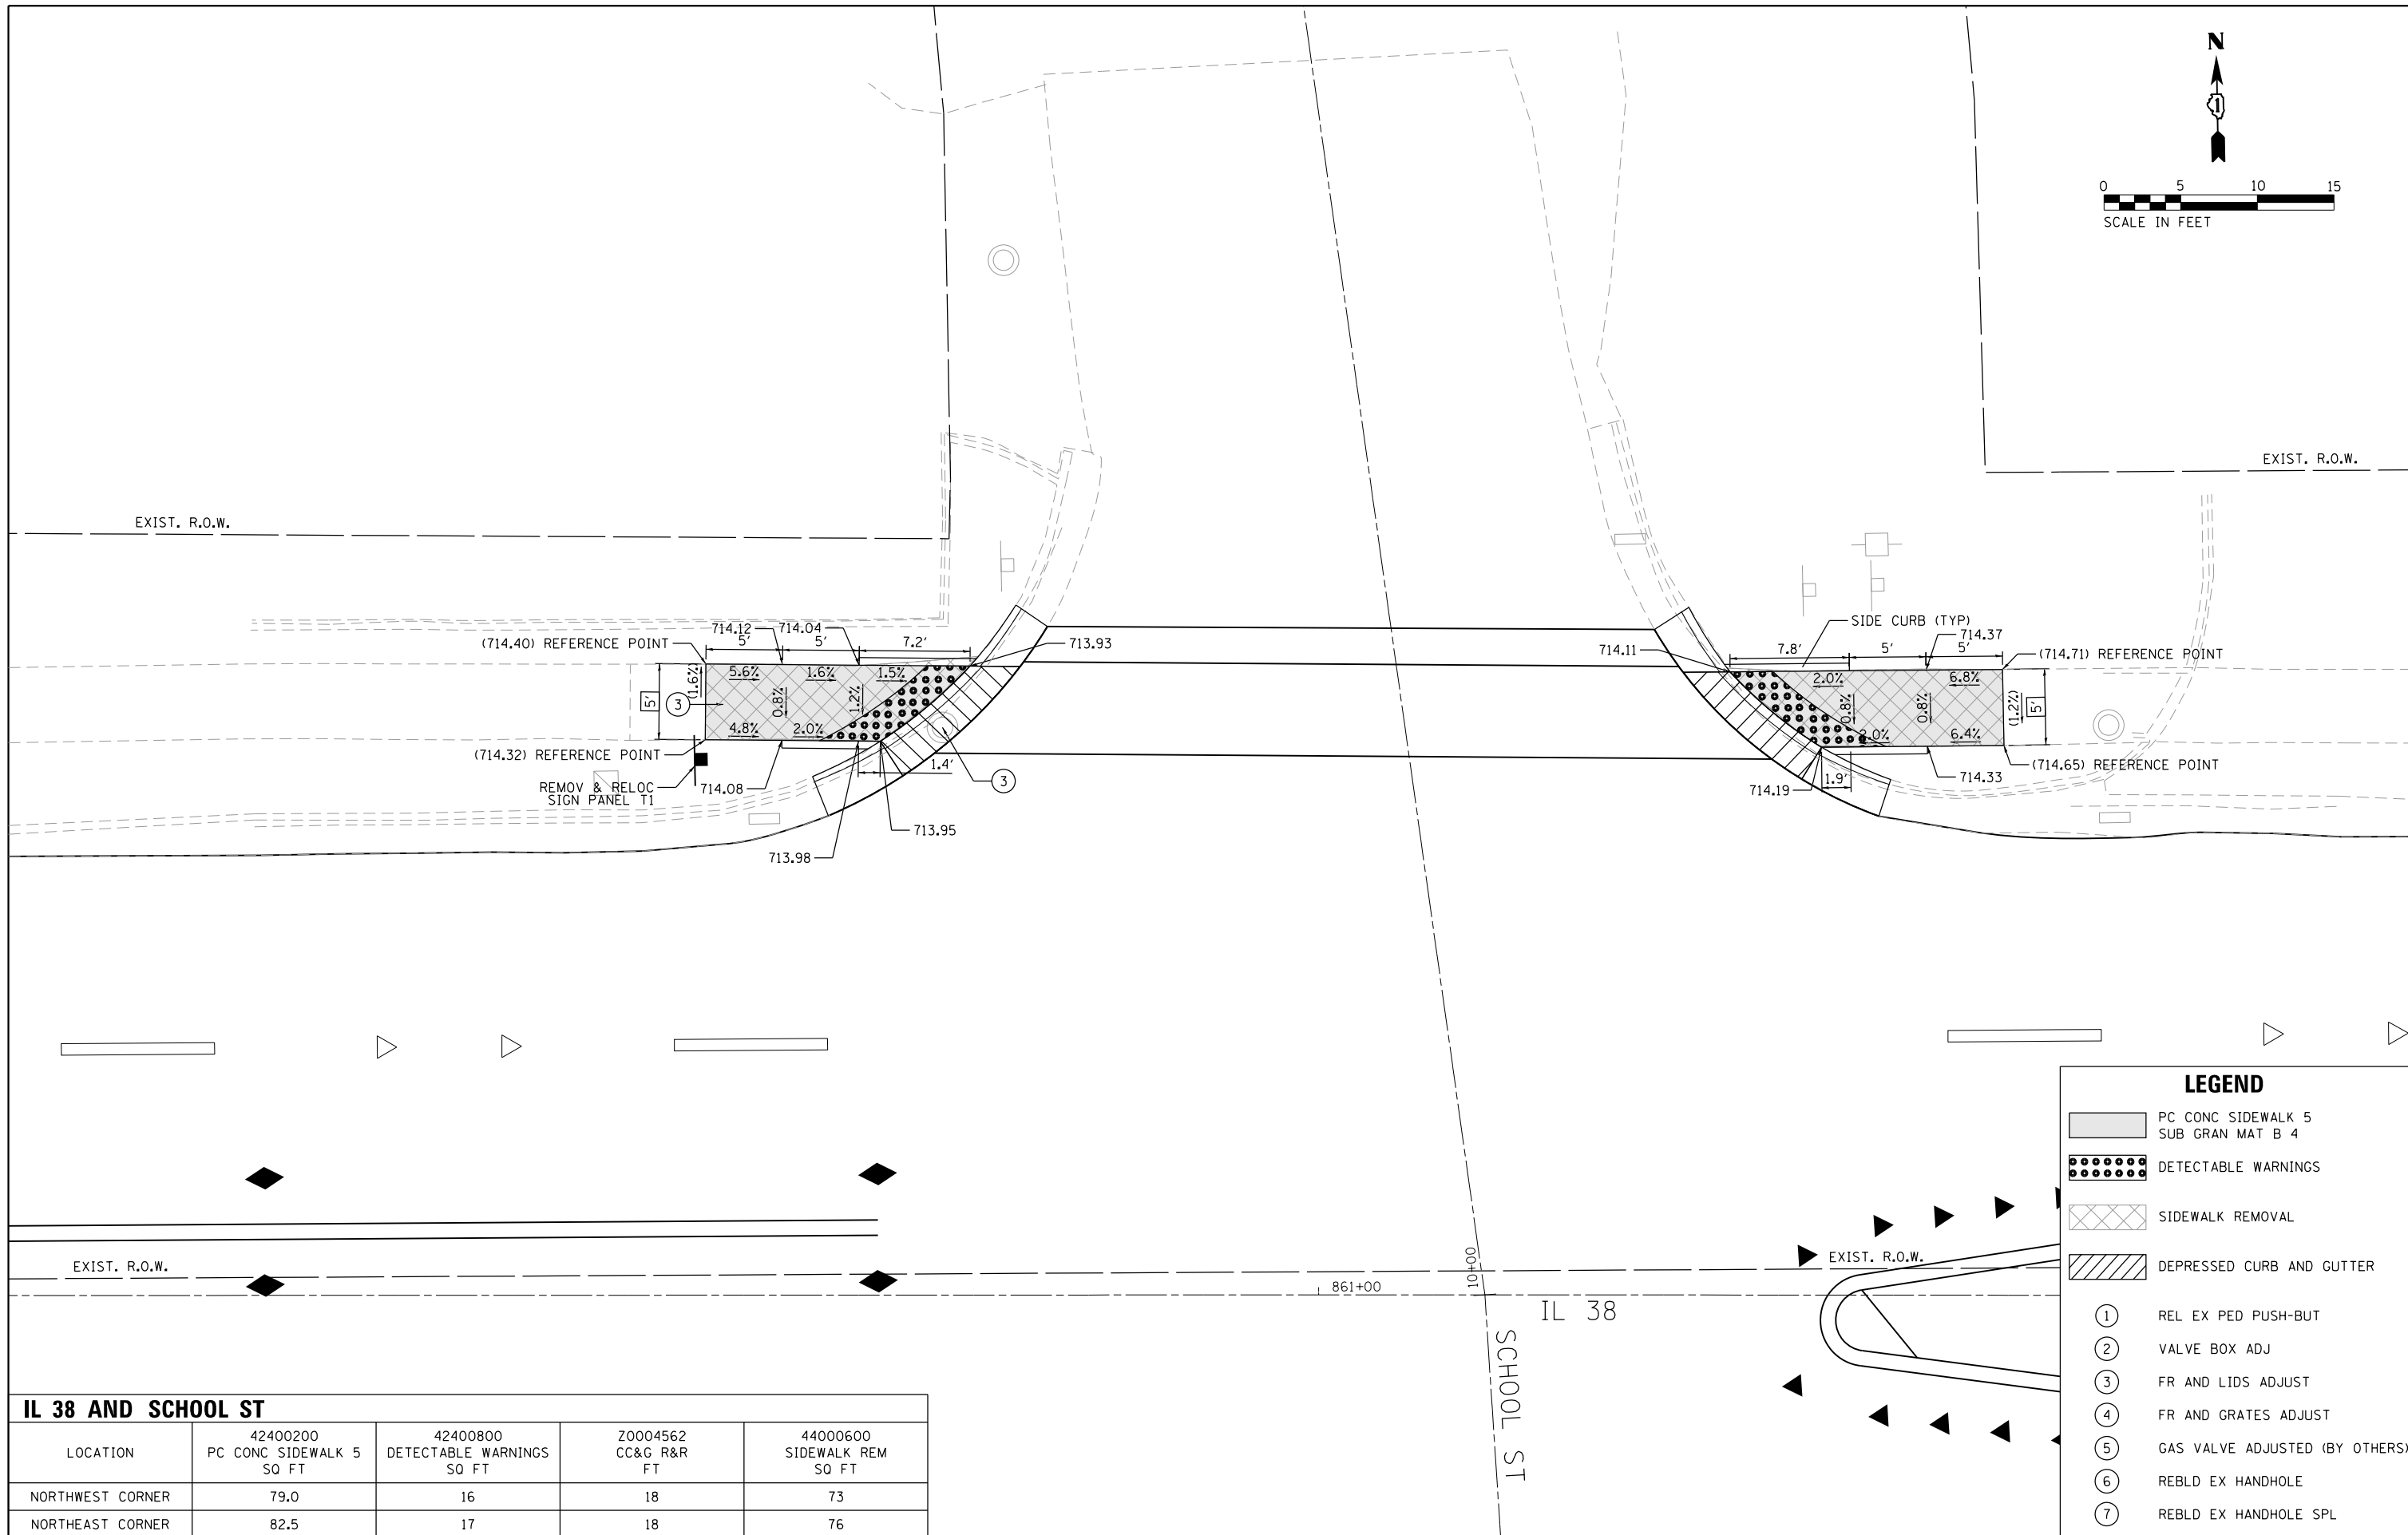 N
1
0 5 10 15
SCALE IN FEET
EXIST. R.O.W.
EXIST. R.O.W.
(714.40) REFERENCE POINT
714.12
714.04
5'
5'
7.2'
713.93
5.6%
1.6%
1.5%
(1.6%)
0.8%
1.2%
5'
3
4.8%
2.0%
(714.32) REFERENCE POINT
REMOV & RELOC
SIGN PANEL T1
714.08
1.4'
3
713.95
713.98
SIDE CURB (TYP)
714.11
7.8'
5'
5'
714.37
(714.71) REFERENCE POINT
2.0%
6.8%
0.8%
0.8%
(1.2%)
5'
2.0%
6.4%
(714.65) REFERENCE POINT
714.19
1.9'
714.33
EXIST. R.O.W.
EXIST. R.O.W.
861+00
10+00
IL 38
SCHOOL ST
LEGEND
PC CONC SIDEWALK 5
SUB GRAN MAT B 4
DETECTABLE WARNINGS
SIDEWALK REMOVAL
DEPRESSED CURB AND GUTTER
1 REL EX PED PUSH-BUT
2 VALVE BOX ADJ
3 FR AND LIDS ADJUST
4 FR AND GRATES ADJUST
5 GAS VALVE ADJUSTED (BY OTHERS)
6 REBLD EX HANDHOLE
7 REBLD EX HANDHOLE SPL
IL 38 AND SCHOOL ST
LOCATION 42400200 PC CONC SIDEWALK 5 SQ FT 42400800 DETECTABLE WARNINGS SQ FT Z0004562 CC&G R&R FT 44000600 SIDEWALK REM SQ FT
NORTHWEST CORNER 79.0 16 18 73
NORTHEAST CORNER 82.5 17 18 76